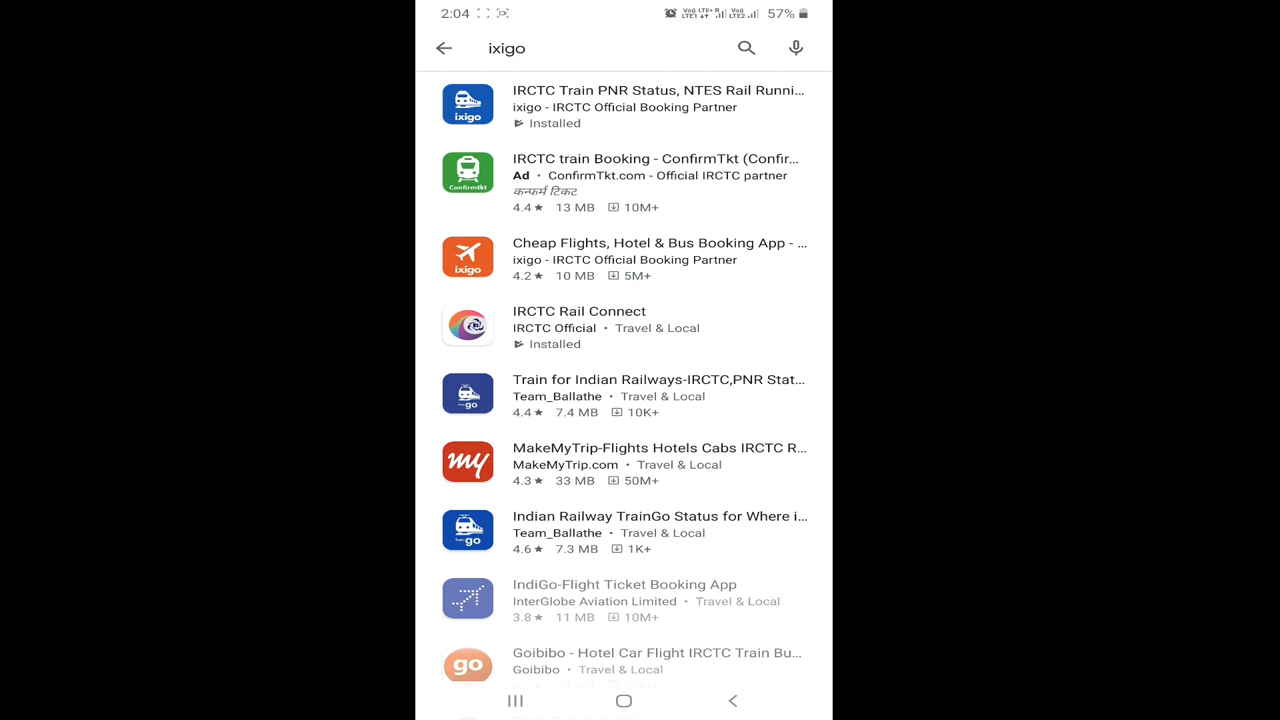 2:04 57%
ixigo
IRCTC Train PNR Status, NTES Rail Runni...
ixigo
ixigo - IRCTC Official Booking Partner
Installed
IRCTC train Booking - ConfirmTkt (Confir...
Confirmtkt
Ad • ConfirmTkt.com - Official IRCTC partner
कन्फर्म टिकट
4.4★ 13 MB 10M+
Cheap Flights, Hotel & Bus Booking App - ...
ixigo
ixigo - IRCTC Official Booking Partner
4.2★ 10 MB 5M+
IRCTC Rail Connect
IRCTC Official • Travel & Local
Installed
Train for Indian Railways-IRCTC,PNR Stat...
go
Team_Ballathe • Travel & Local
4.4★ 7.4 MB 10K+
MakeMyTrip-Flights Hotels Cabs IRCTC R...
my
MakeMyTrip.com • Travel & Local
4.3★ 33 MB 50M+
Indian Railway TrainGo Status for Where i...
go
Team_Ballathe • Travel & Local
4.6★ 7.3 MB 1K+
IndiGo-Flight Ticket Booking App
InterGlobe Aviation Limited • Travel & Local
3.8★ 11 MB 10M+
Goibibo - Hotel Car Flight IRCTC Train Bu...
go
Goibibo • Travel & Local